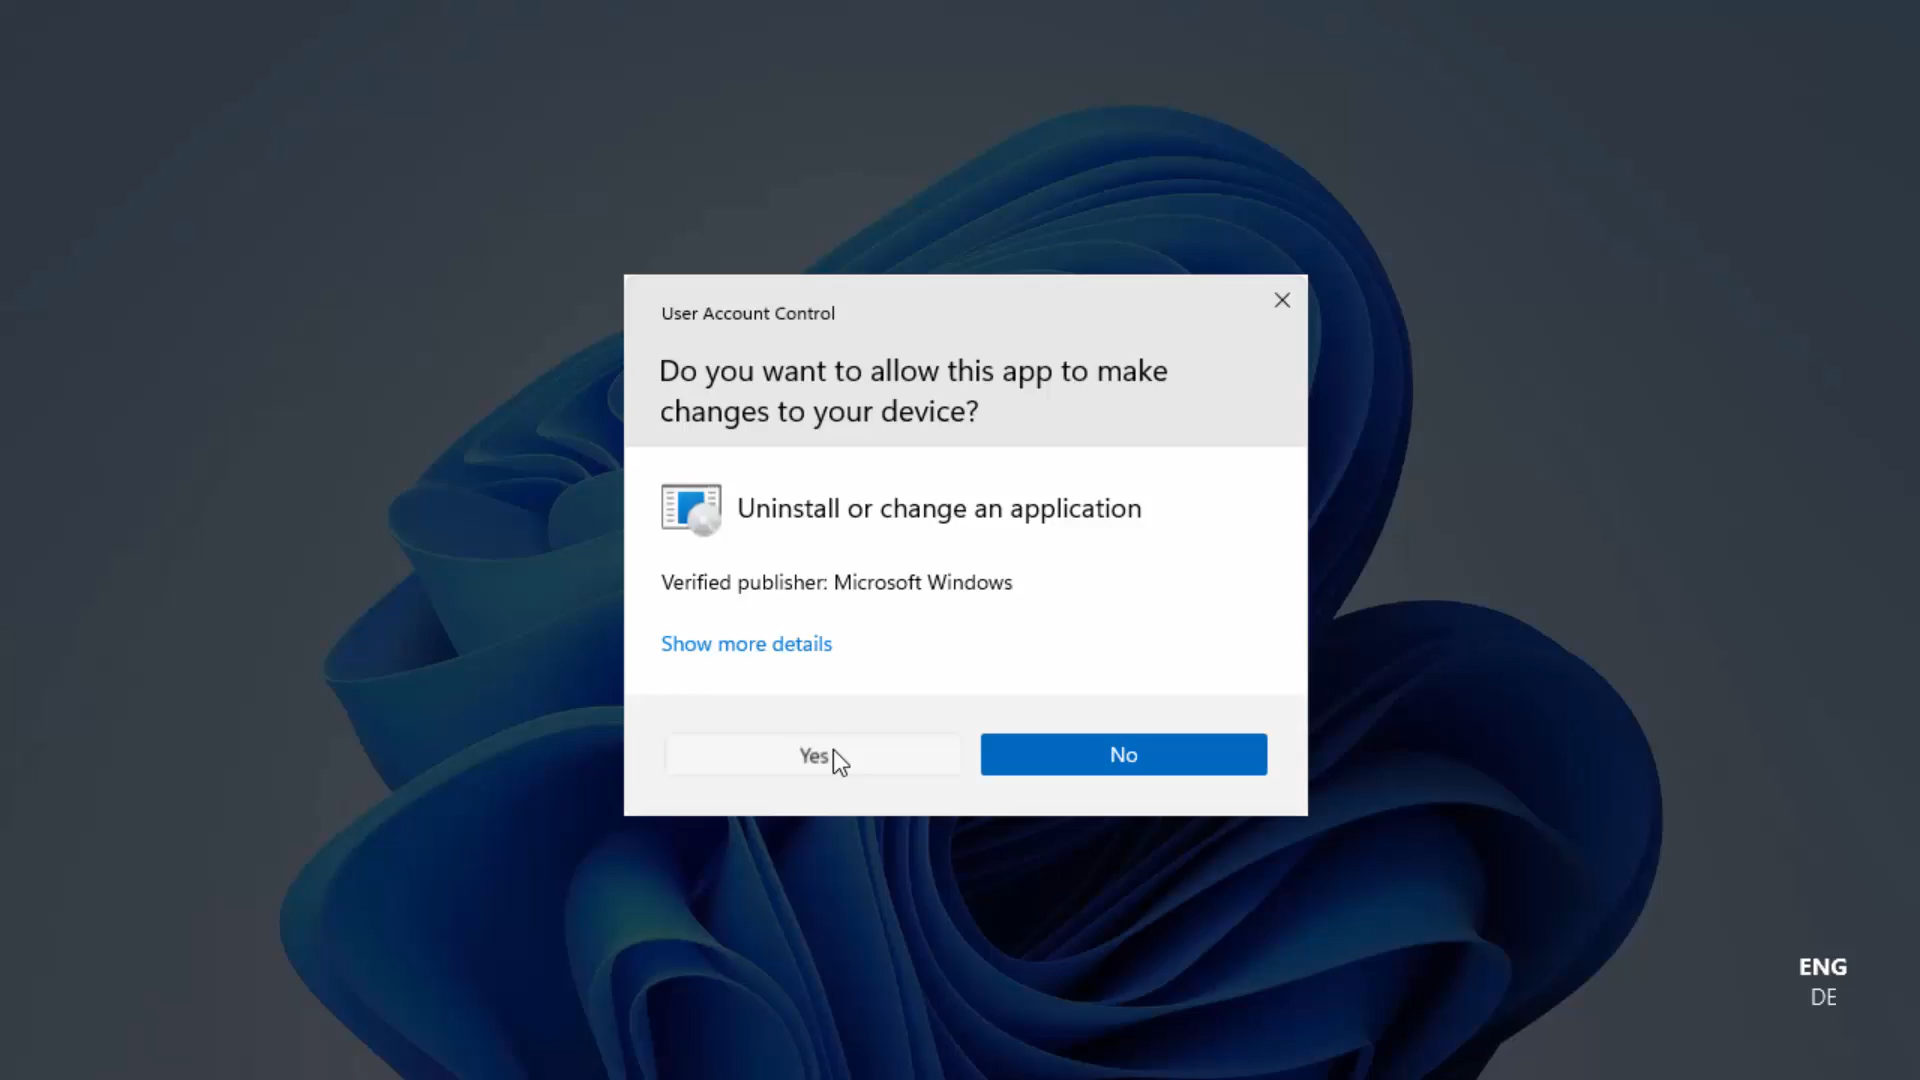 User Account Control
Do you want to allow this app to make
changes to your device?
Uninstall or change an application
Verified publisher: Microsoft Windows
Show more details
Yes
No
ENG
DE